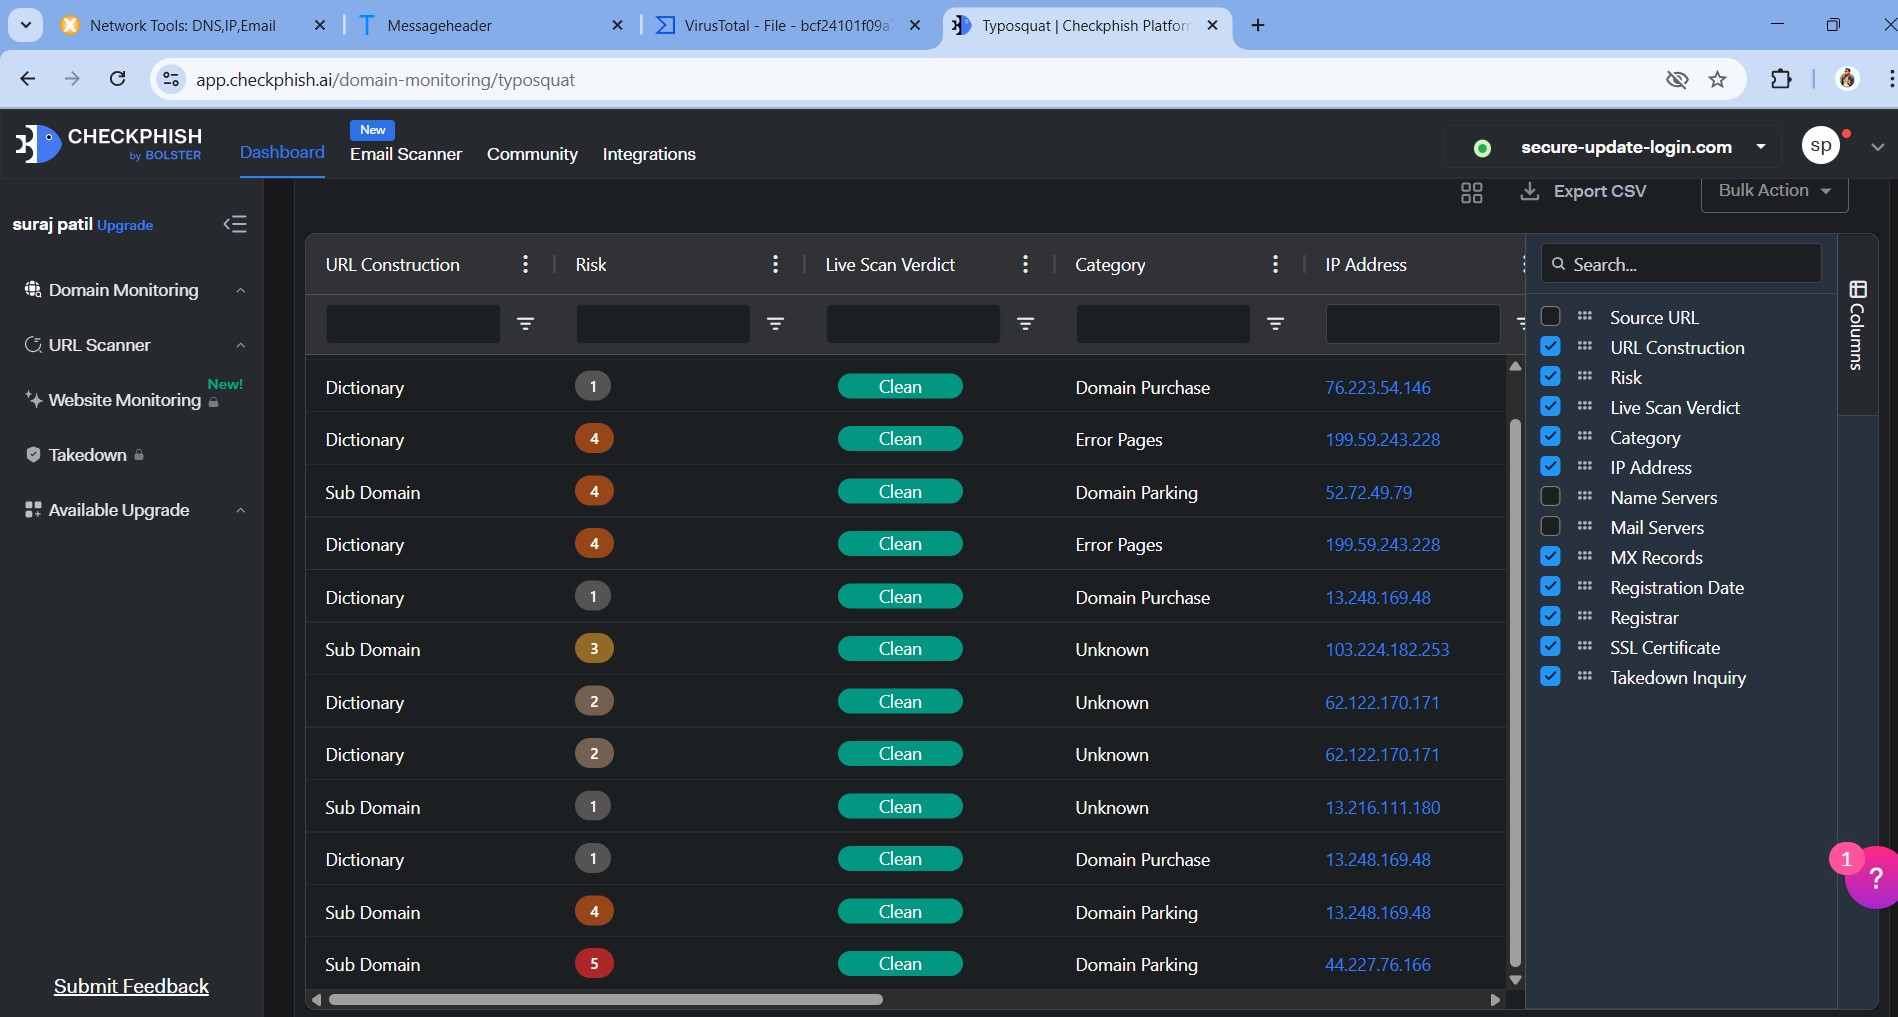 Network Tools: DNS,IP,Email
Messageheader
VirusTotal - File - bcf24101f09a
Typosquat | Checkphish Platfor
app.checkphish.ai/domain-monitoring/typosquat
CHECKPHISH
by BOLSTER
Dashboard
New
Email Scanner
Community
Integrations
secure-update-login.com
sp
suraj patil Upgrade
Export CSV
Bulk Action
Domain Monitoring
URL Scanner
New!
Website Monitoring
Takedown
Available Upgrade
Submit Feedback
URL Construction Risk Live Scan Verdict Category IP Address
Dictionary 1 Clean Domain Purchase 76.223.54.146
Dictionary 4 Clean Error Pages 199.59.243.228
Sub Domain 4 Clean Domain Parking 52.72.49.79
Dictionary 4 Clean Error Pages 199.59.243.228
Dictionary 1 Clean Domain Purchase 13.248.169.48
Sub Domain 3 Clean Unknown 103.224.182.253
Dictionary 2 Clean Unknown 62.122.170.171
Dictionary 2 Clean Unknown 62.122.170.171
Sub Domain 1 Clean Unknown 13.216.111.180
Dictionary 1 Clean Domain Purchase 13.248.169.48
Sub Domain 4 Clean Domain Parking 13.248.169.48
Sub Domain 5 Clean Domain Parking 44.227.76.166
Search...
Source URL
URL Construction
Risk
Live Scan Verdict
Category
IP Address
Name Servers
Mail Servers
MX Records
Registration Date
Registrar
SSL Certificate
Takedown Inquiry
Columns
1
?